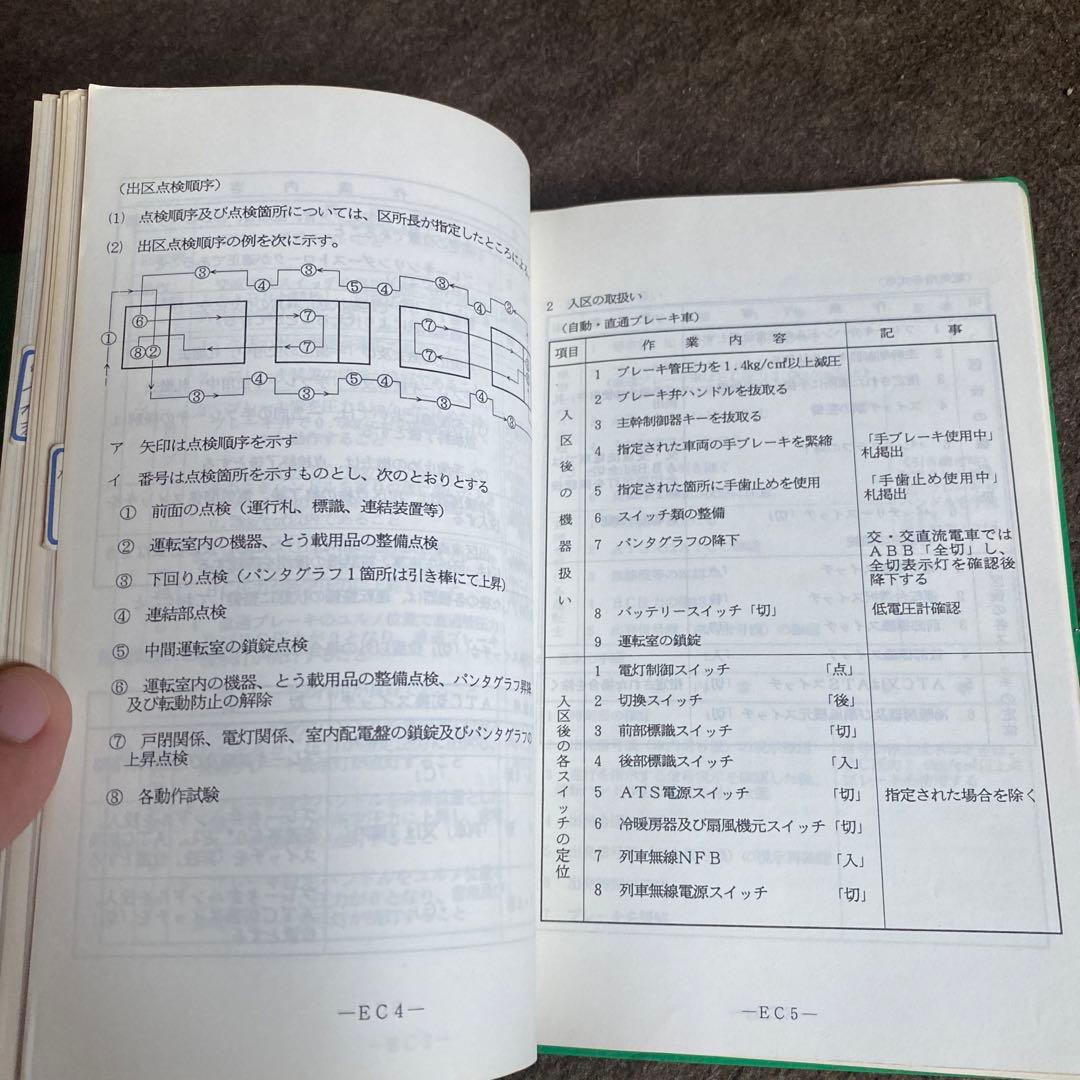 (出区点検順序)
(1) 点検順序及び点検箇所については、区所長が指定したところによ
(2) 出区点検順序の例を次に示す。
③ ③ ③ ③
④ ⑤ ④ ④
① ⑥ ⑦ ⑦
⑧② ⑦ ⑦
④ ⑤ ④ ④
③ ③ ③ ③
ア 矢印は点検順序を示す
イ 番号は点検箇所を示すものとし、次のとおりとする
① 前面の点検(運行札、標識、連結装置等)
② 運転室内の機器、とう載用品の整備点検
③ 下回り点検(パンタグラフ1箇所は引き棒にて上昇)
④ 連結部点検
⑤ 中間運転室の鎖錠点検
⑥ 運転室内の機器、とう載用品の整備点検、パンタグラフ昇降
及び転動防止の解除
⑦ 戸閉関係、電灯関係、室内配電盤の鎖錠及びパンタグラフの
上昇点検
⑧ 各動作試験
—EC4—
2 入区の取扱い
(自動・直通ブレーキ車)
項目 作業内容 記事
入区後の機器扱い
1 ブレーキ管圧力を1.4kg/c㎡以上減圧
2 ブレーキ弁ハンドルを抜取る
3 主幹制御器キーを抜取る
4 指定された車両の手ブレーキを緊締 「手ブレーキ使用中」
札掲出
5 指定された箇所に手歯止めを使用 「手歯止め使用中」
札掲出
6 スイッチ類の整備
7 パンタグラフの降下 交・交直流電車では
ABB「全切」し、
全切表示灯を確認後
降下する
8 バッテリースイッチ「切」 低電圧計確認
9 運転室の鎖錠
入区後の各スイッチの定位
1 電灯制御スイッチ 「点」
2 切換スイッチ 「後」
3 前部標識スイッチ 「切」
4 後部標識スイッチ 「入」
5 ATS電源スイッチ 「切」 指定された場合を除く
6 冷暖房器及び扇風機元スイッチ「切」
7 列車無線NFB 「入」
8 列車無線電源スイッチ 「切」
—EC5—